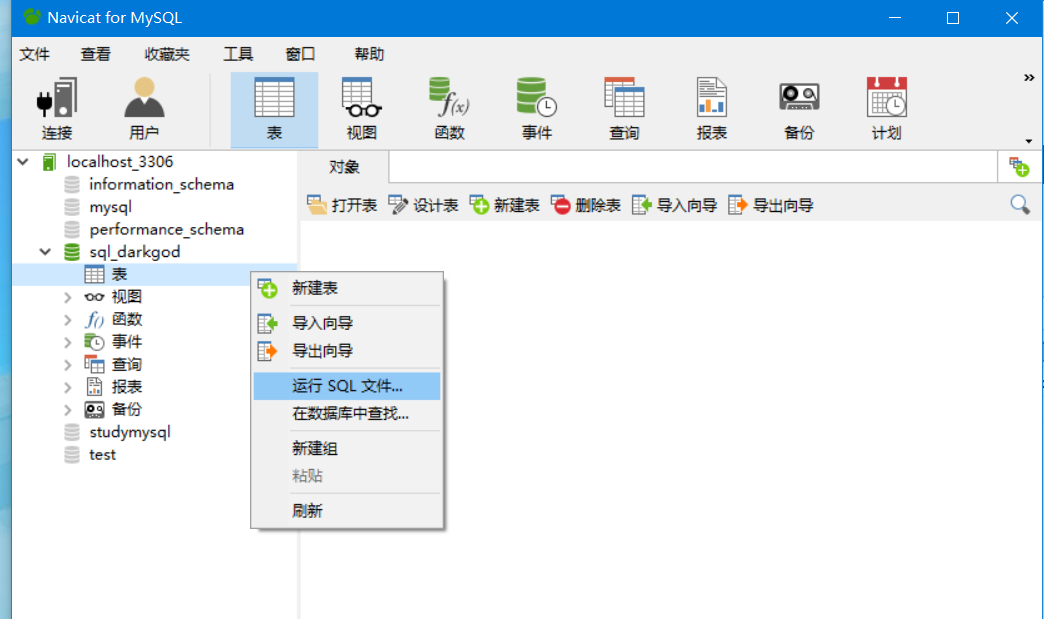 Navicat for MySQL
文件 查看 收藏夹 工具 窗口 帮助
连接 用户 表 视图 函数 事件 查询 报表 备份 计划
localhost_3306
information_schema
mysql
performance_schema
sql_darkgod
表
视图
函数
事件
查询
报表
备份
studymysql
test
对象
打开表 设计表 新建表 删除表 导入向导 导出向导
新建表
导入向导
导出向导
运行 SQL 文件...
在数据库中查找...
新建组
粘贴
刷新